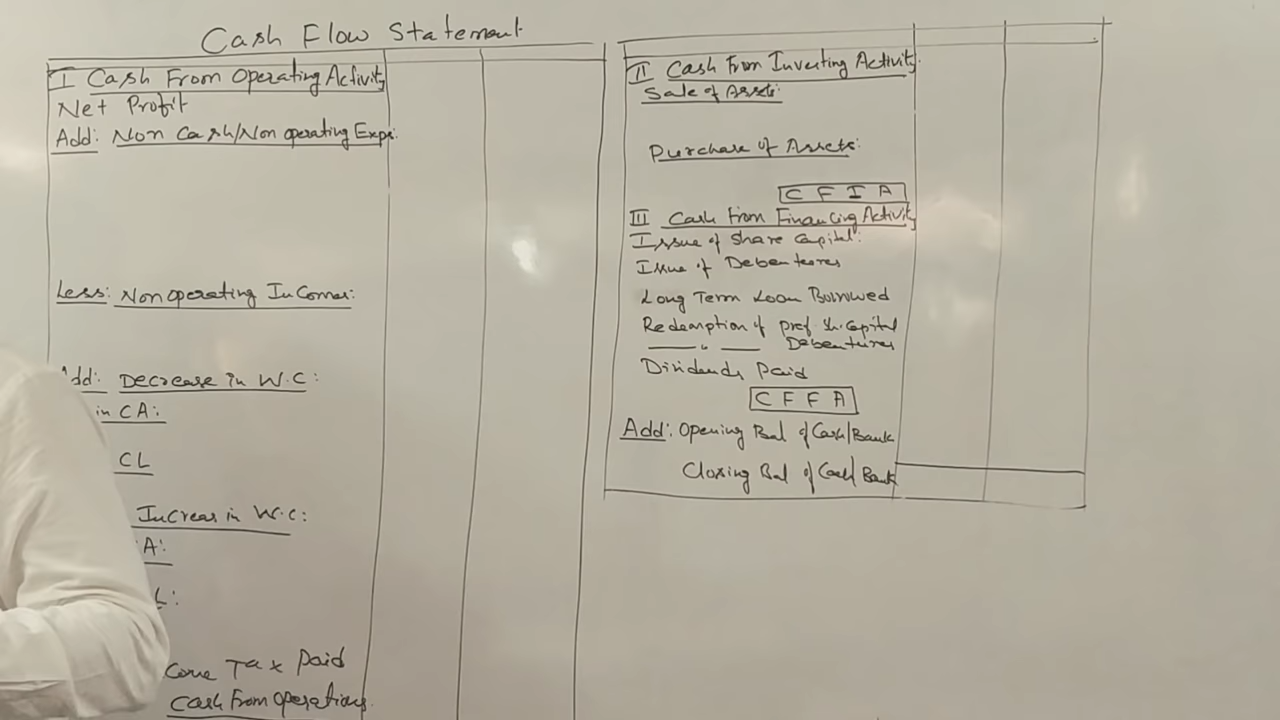 Cash Flow Statement
I Cash From Operating Activity
Net Profit
Add: Non Cash/Non operating Exps:
Less: Non operating Incomes:
Add: Decrease in W.C:
in CA:
CL
Increas in W.C:
A:
L:
come Tax Paid
Cash From operations
II Cash From Investing Activity
Sale of Assets:
Purchase of Assets:
C F I A
III Cash From Financing Activity
Issue of Share Capital:
Issue of Debentures
Long Term Loan Borrowed
Redemption of Pref. Sh. Capital
—— " —— Debentures
Dividends Paid
C F F A
Add: Opening Bal of Cash/Bank
Closing Bal of Cash/Bank